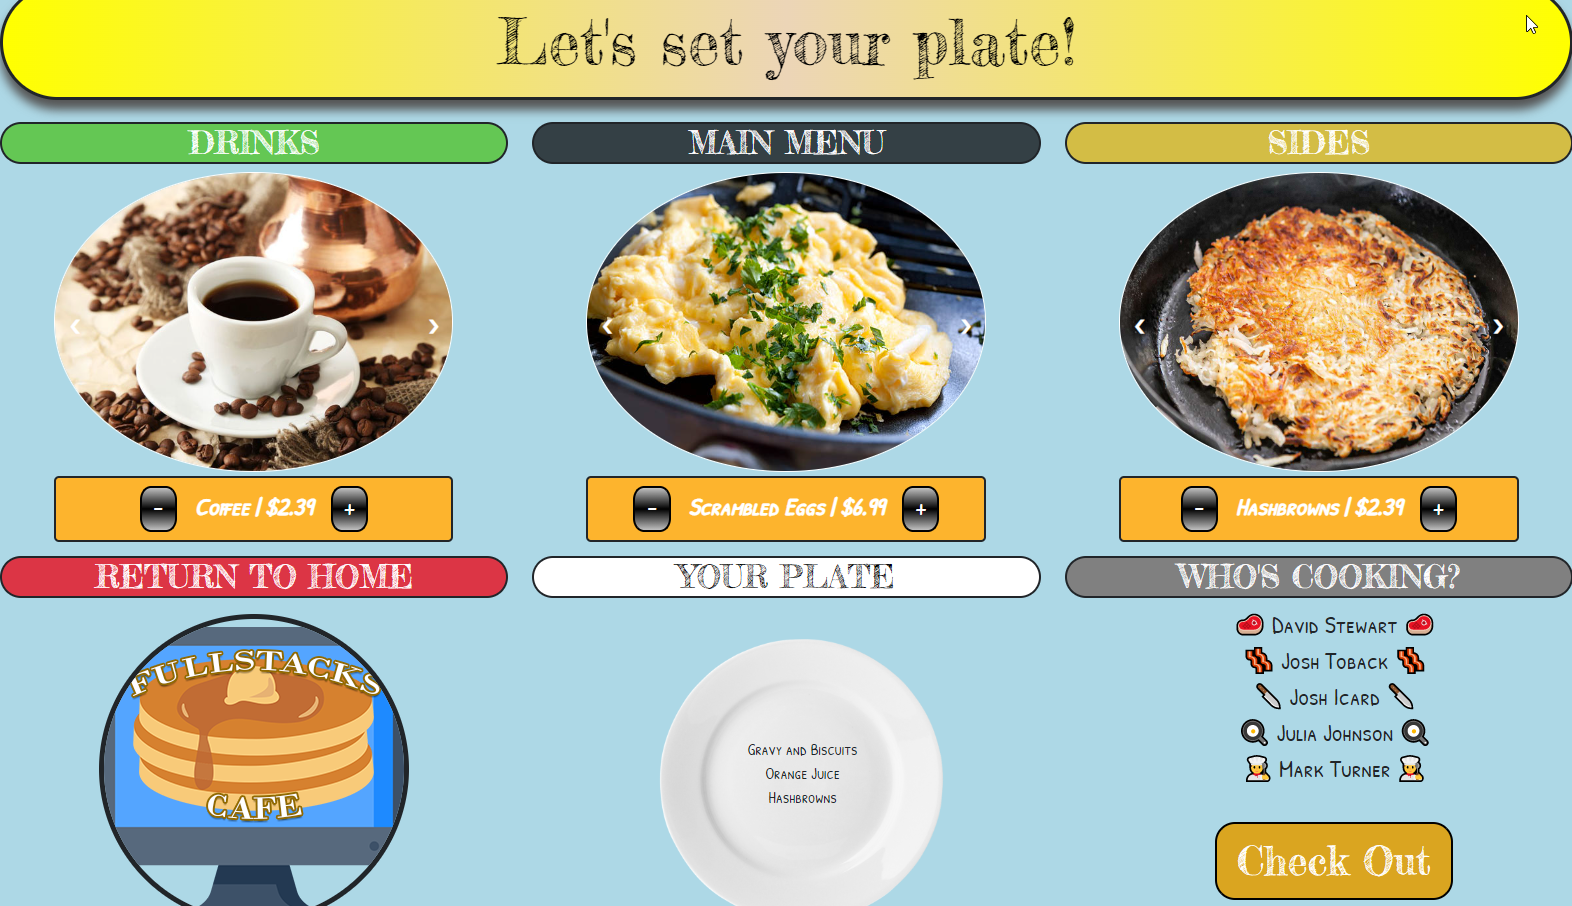 Let's set your plate!
DRINKS
MAIN MENU
SIDES
‹ ›
‹ ›
‹ ›
- Coffee | $2.39 +
- Scrambled Eggs | $6.99 +
- Hashbrowns | $2.39 +
RETURN TO HOME
YOUR PLATE
WHO'S COOKING?
FULLSTACKS
CAFE
Gravy and Biscuits
Orange Juice
Hashbrowns
David Stewart
Josh Toback
Josh Icard
Julia Johnson
Mark Turner
Check Out